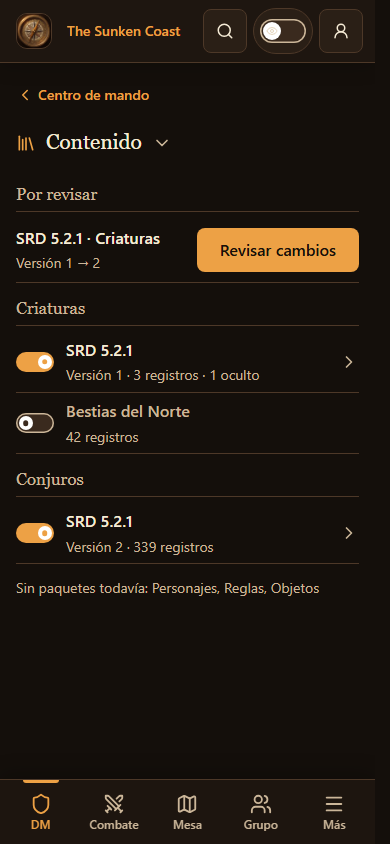 The Sunken Coast
Centro de mando
Contenido
Por revisar
SRD 5.2.1 · Criaturas
Versión 1 → 2
Revisar cambios
Criaturas
SRD 5.2.1
Versión 1 · 3 registros · 1 oculto
Bestias del Norte
42 registros
Conjuros
SRD 5.2.1
Versión 2 · 339 registros
Sin paquetes todavía: Personajes, Reglas, Objetos
DM
Combate
Mesa
Grupo
Más